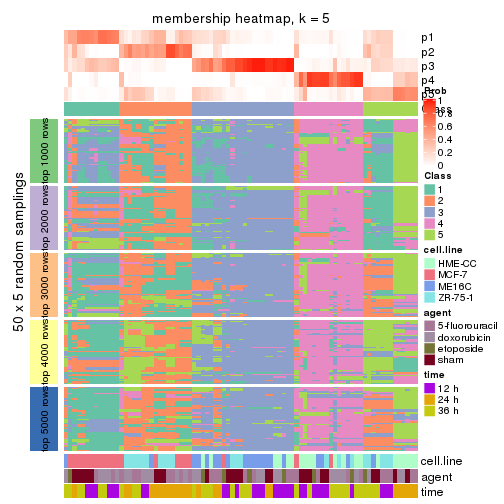 membership heatmap, k = 5
p1
p2
p3
p4
p5
Prob
1
0.8
0.6
0.4
0.2
0
Class
Class
1
2
3
4
5
cell.line
HME-CC
MCF-7
ME16C
ZR-75-1
agent
5-fluorouracil
doxorubicin
etoposide
sham
time
12 h
24 h
36 h
50 x 5 random samplings
top 1000 rows
top 2000 rows
top 3000 rows
top 4000 rows
top 5000 rows
cell.line
agent
time